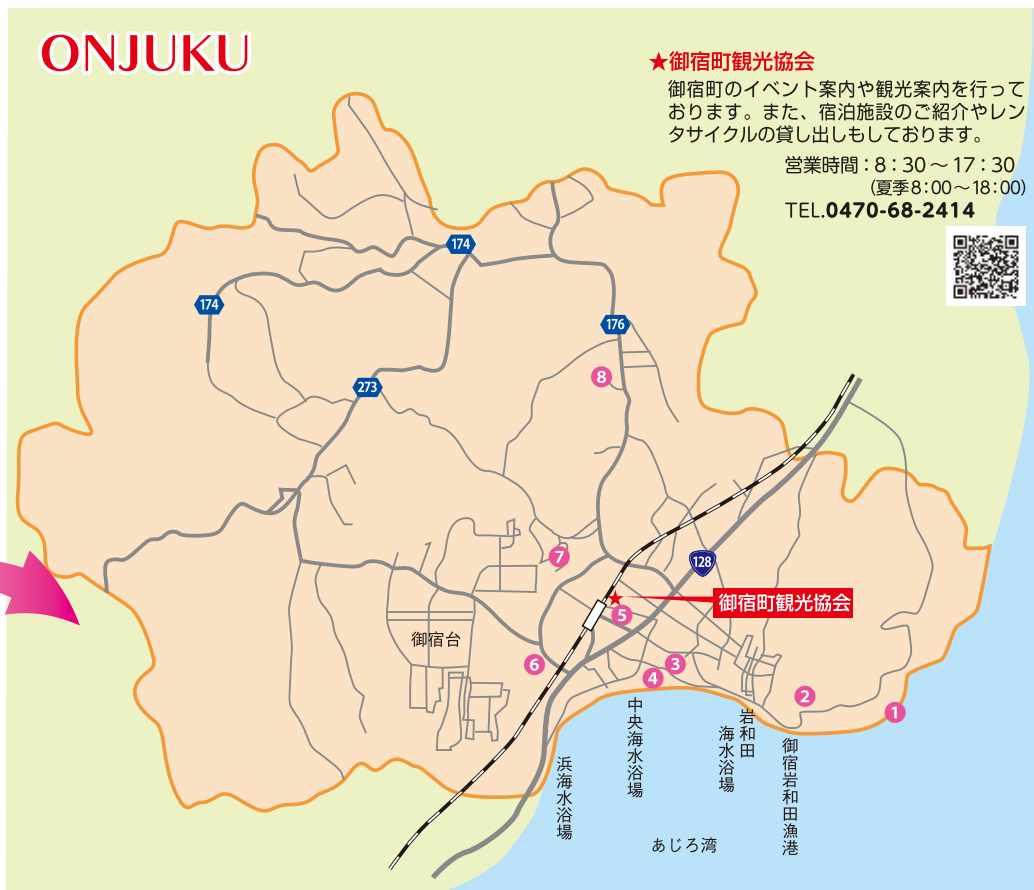 ONJUKU
★御宿町観光協会
御宿町のイベント案内や観光案内を行って
おります。また、宿泊施設のご紹介やレン
タサイクルの貸し出しもしております。
営業時間：8：30～17：30
(夏季8:00～18:00)
TEL.0470-68-2414
174
174
176
8
273
7
128
★
御宿町観光協会
5
御宿台
6
3
4
2
1
中央海水浴場
岩和田
海水浴場
御宿岩和田漁港
浜海水浴場
あじろ湾